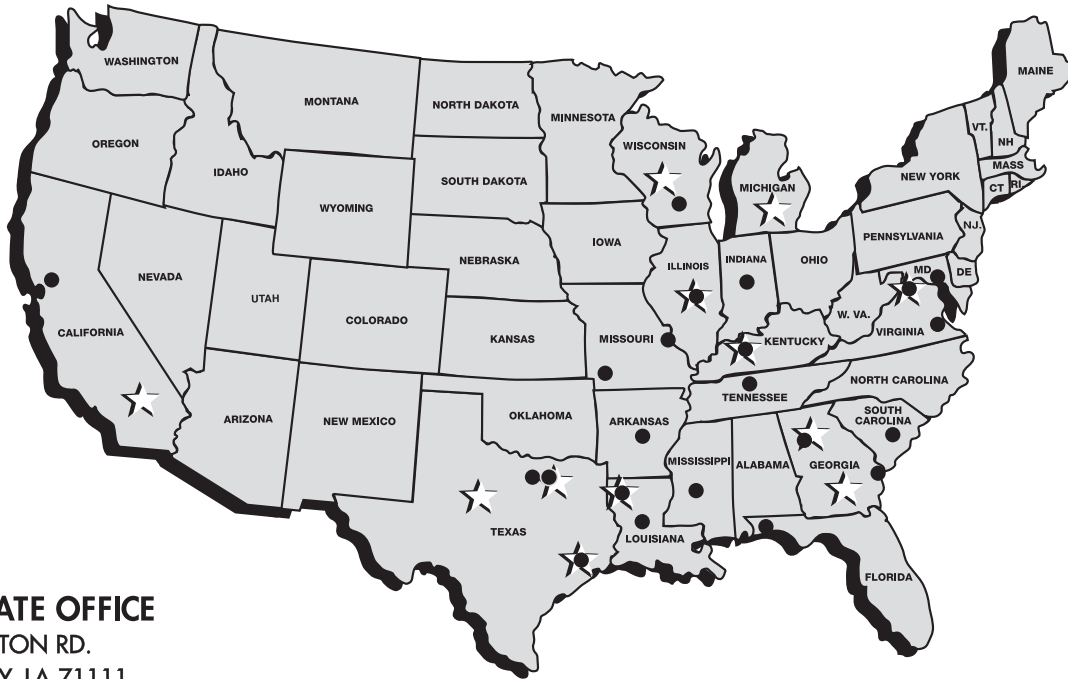 WASHINGTON
MONTANA
NORTH DAKOTA
MINNESOTA
MAINE
OREGON
IDAHO
WYOMING
SOUTH DAKOTA
WISCONSIN
MICHIGAN
NEW YORK
VT.
NH
MASS
CT
RI
NEVADA
UTAH
COLORADO
NEBRASKA
IOWA
ILLINOIS
INDIANA
OHIO
PENNSYLVANIA
NJ.
MD
DE
CALIFORNIA
KANSAS
MISSOURI
KENTUCKY
W. VA.
VIRGINIA
ARIZONA
NEW MEXICO
OKLAHOMA
ARKANSAS
TENNESSEE
NORTH CAROLINA
SOUTH
CAROLINA
TEXAS
LOUISIANA
MISSISSIPPI
ALABAMA
GEORGIA
FLORIDA
ATE OFFICE
TON RD.
LA 71111